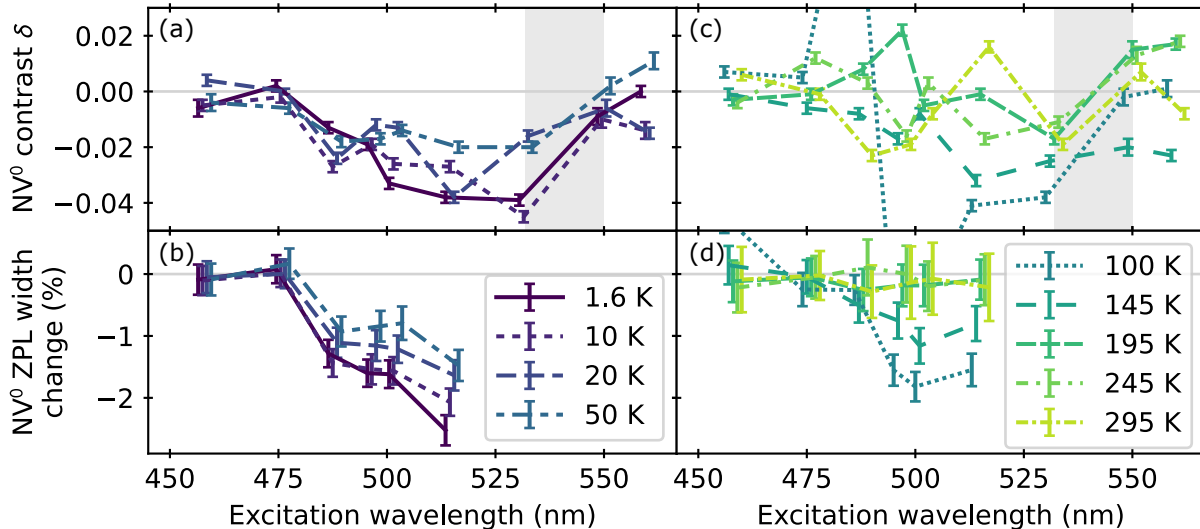 NV⁰ contrast δ
0.02
0.00
−0.02
−0.04
(a)
(c)
NV⁰ ZPL width
change (%)
0
−1
−2
(b)
1.6 K
10 K
20 K
50 K
(d)
100 K
145 K
195 K
245 K
295 K
450 475 500 525 550
450 475 500 525 550
Excitation wavelength (nm)
Excitation wavelength (nm)